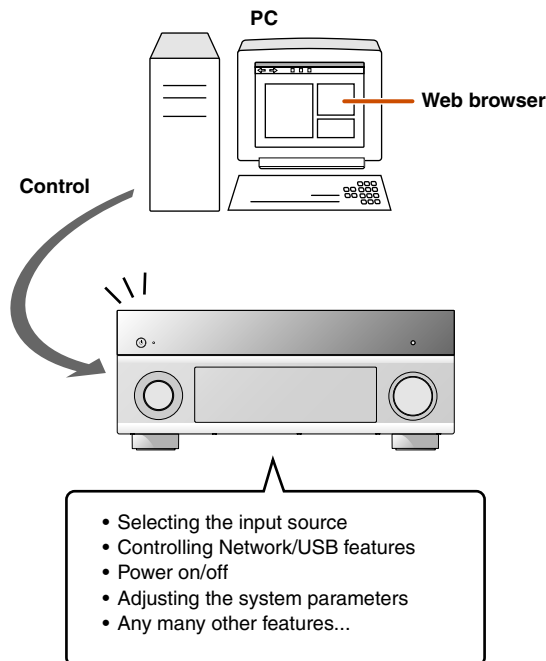 PC
Web browser
Control
• Selecting the input source
• Controlling Network/USB features
• Power on/off
• Adjusting the system parameters
• Any many other features...